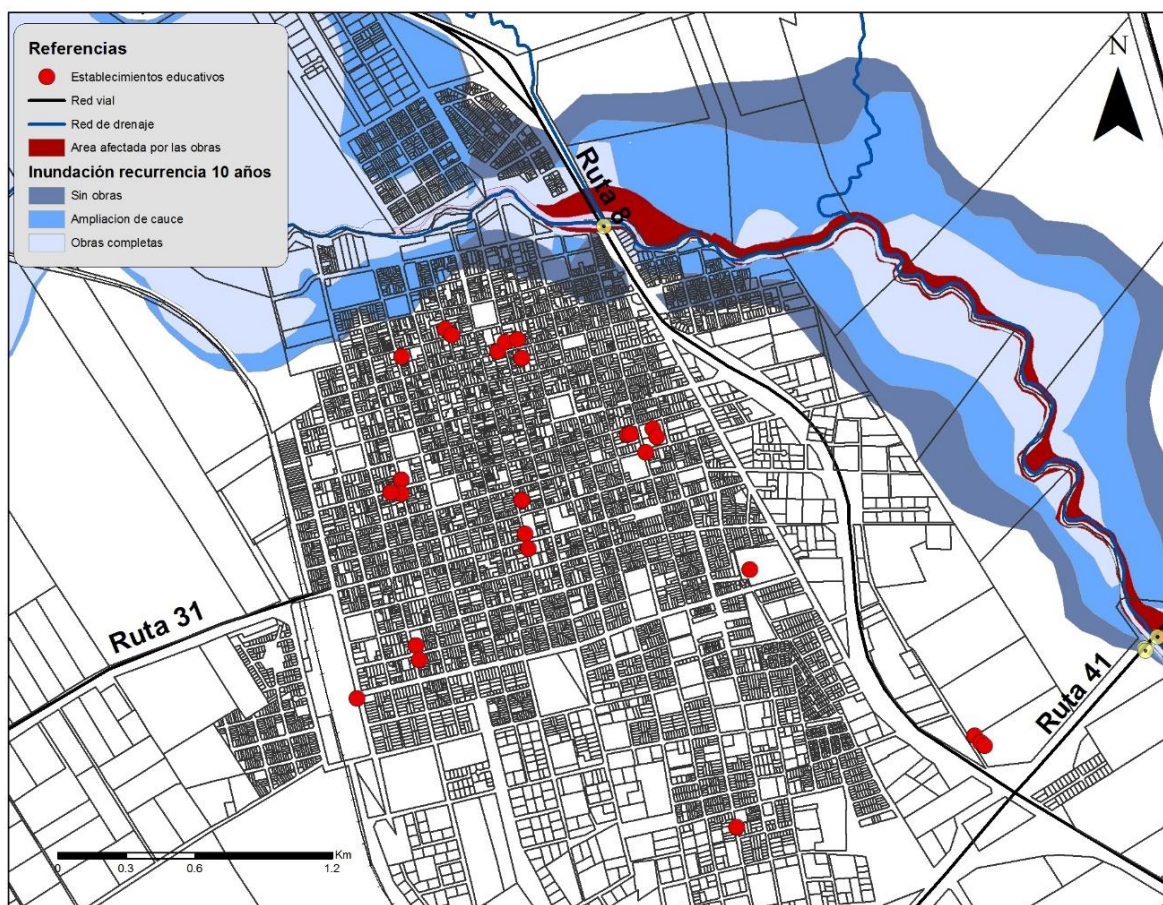 Referencias
Establecimientos educativos
Red vial
Red de drenaje
Area afectada por las obras
Inundación recurrencia 10 años
Sin obras
Ampliacion de cauce
Obras completas
N
Ruta 8
Ruta 31
Ruta 41
Km
0 0.3 0.6 1.2